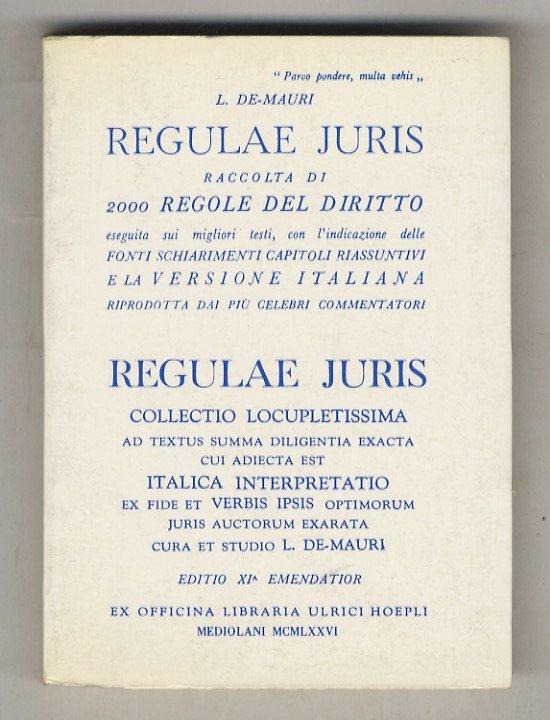 “ Parvo pondere, multa vehis „
L. DE-MAURI
REGULAE JURIS
RACCOLTA DI
2000 REGOLE DEL DIRITTO
eseguita sui migliori testi, con l'indicazione delle
FONTI SCHIARIMENTI CAPITOLI RIASSUNTIVI
E LA VERSIONE ITALIANA
RIPRODOTTA DAI PIÙ CELEBRI COMMENTATORI
REGULAE JURIS
COLLECTIO LOCUPLETISSIMA
AD TEXTUS SUMMA DILIGENTIA EXACTA
CUI ADIECTA EST
ITALICA INTERPRETATIO
EX FIDE ET VERBIS IPSIS OPTIMORUM
JURIS AUCTORUM EXARATA
CURA ET STUDIO L. DE-MAURI
EDITIO XIᴬ EMENDATIOR
EX OFFICINA LIBRARIA ULRICI HOEPLI
MEDIOLANI MCMLXXVI